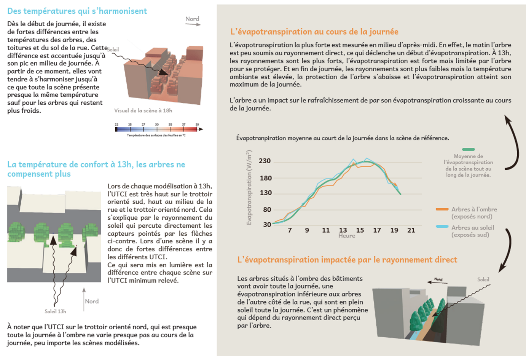 Des températures qui s'harmonisent
Dès le début de journée, il existe
de fortes différences entre les
températures des arbres, des
toitures et du sol de la rue. Cette
différence est accentuée jusqu'à
son pic en milieu de journée. A
partir de ce moment, elles vont
tendre à s'harmoniser jusqu'à
ce que toute la scène présente
presque la même température
sauf pour les arbres qui restent
plus froids.
Nord
Soleil
Visuel de la scène à 18h
La température de confort à 13h, les arbres ne
compensent plus
Lors de chaque modélisation à 13h,
l'UTCI est très haut sur le trottoir
orienté sud, haut au milieu de la
rue et le trottoir orienté nord. Cela
s'explique par le rayonnement du
soleil qui percute directement les
capteurs pointés par les flèches
ci-contre. Lors d'une scène il y a
donc de fortes différences entre
les différents UTCI.
Ce qui sera mis en lumière est la
différence entre chaque scène sur
l'UTCI minimum relevé.
Nord
Soleil 13h
À noter que l'UTCI sur le trottoir orienté nord, qui est presque
toute la journée à l'ombre ne varie presque pas au cours de la
journée, peu importe les scènes modélisées.
L'évapotranspiration au cours de la journée
L'évapotranspiration la plus forte est mesurée en milieu d'après-midi. En effet, le matin l'arbre
est peu soumis au rayonnement direct, ce qui déclenche un début d'évapotranspiration. À 13h,
les rayonnements sont les plus forts, l'évapotranspiration est forte mais limitée par l'arbre
pour se protéger. Et en fin de journée, les rayonnements sont plus faibles mais la température
ambiante est élevée, la protection de l'arbre s'abaisse et l'évapotranspiration atteint son
maximum de la journée.
L'arbre a un impact sur le rafraîchissement de par son évapotranspiration croissante au cours
de la journée.
Évapotranspiration moyenne au court de la journée dans la scène de référence.
Evapotranspiration (W/m²)
230
180
130
80
30
7 9 11 13 15 17 19 21
Heure
Moyenne de
l'évapotranspiration
de la scène tout au
long de la journée.
Arbres à l'ombre
(exposés nord)
Arbres au soleil
(exposés sud)
L'évapotranspiration impactée par le rayonnement direct
Les arbres situés à l'ombre des bâtiments
vont avoir toute la journée, une
évapotranspiration inférieure aux arbres
de l'autre côté de la rue, qui sont en plein
soleil toute la journée. C'est un phénomène
qui dépend du rayonnement direct perçu
par l'arbre.
Nord
Soleil